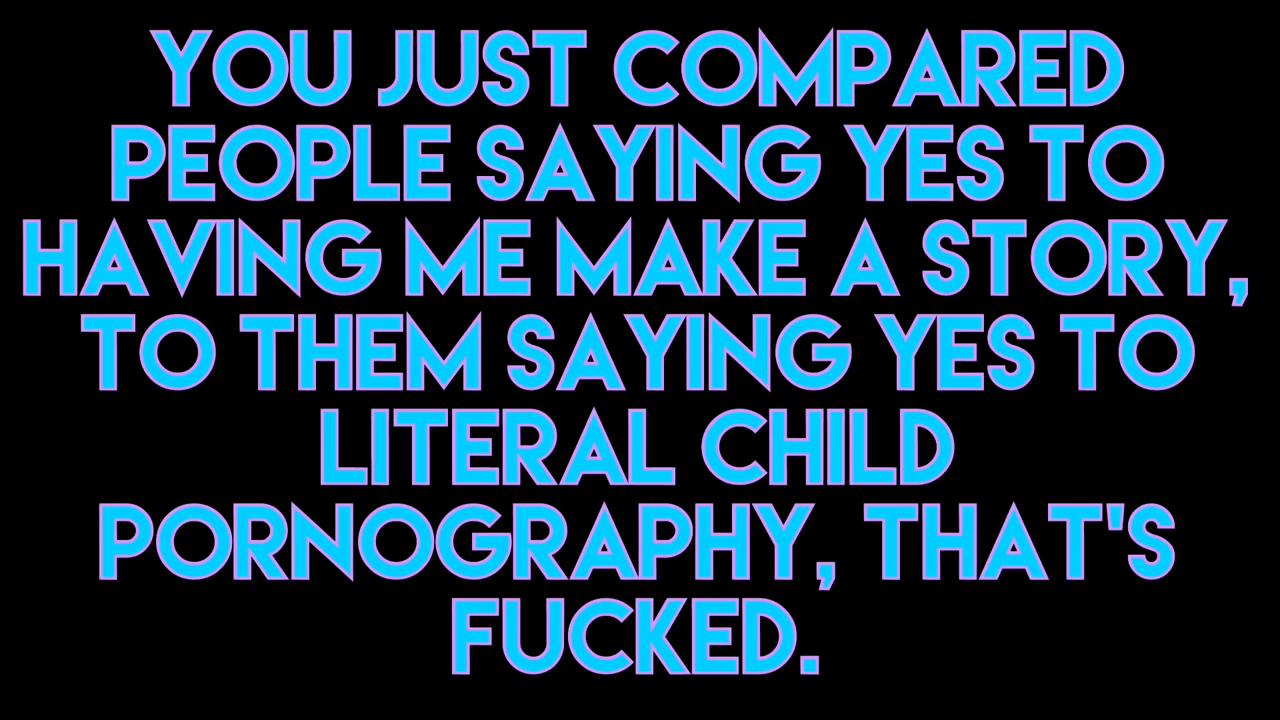 YOU JUST COMPARED
PEOPLE SAYING YES TO
HAVING ME MAKE A STORY,
TO THEM SAYING YES TO
LITERAL CHILD
PORNOGRAPHY, THAT'S
FUCKED.